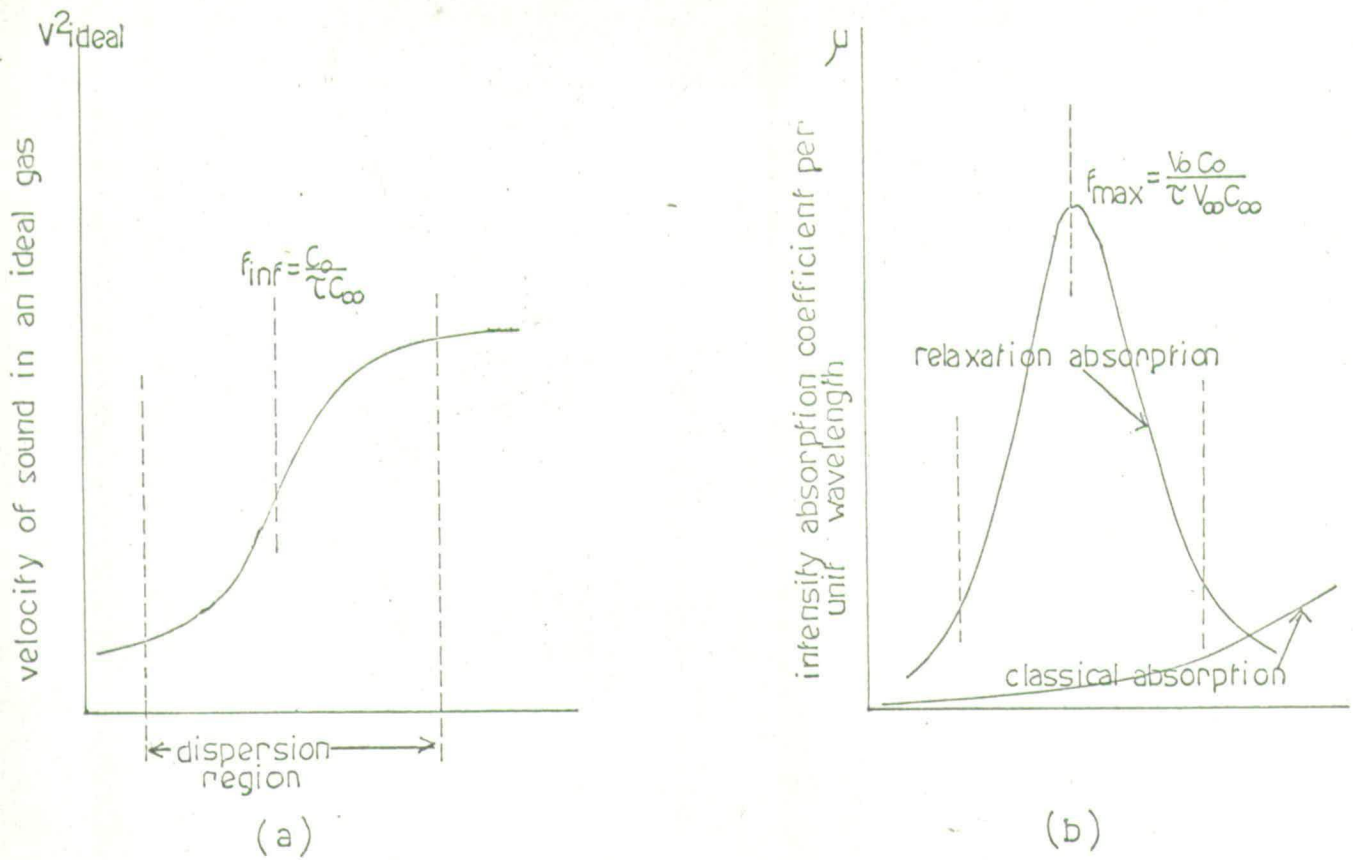 V²ideal
velocity of sound in an ideal gas
f_inf = C₀/τC∞
←dispersion→
region
(a)
μ
intensity absorption coefficient per
unit wavelength
f_max = V₀C₀/τV∞C∞
relaxation absorption
classical absorption
(b)